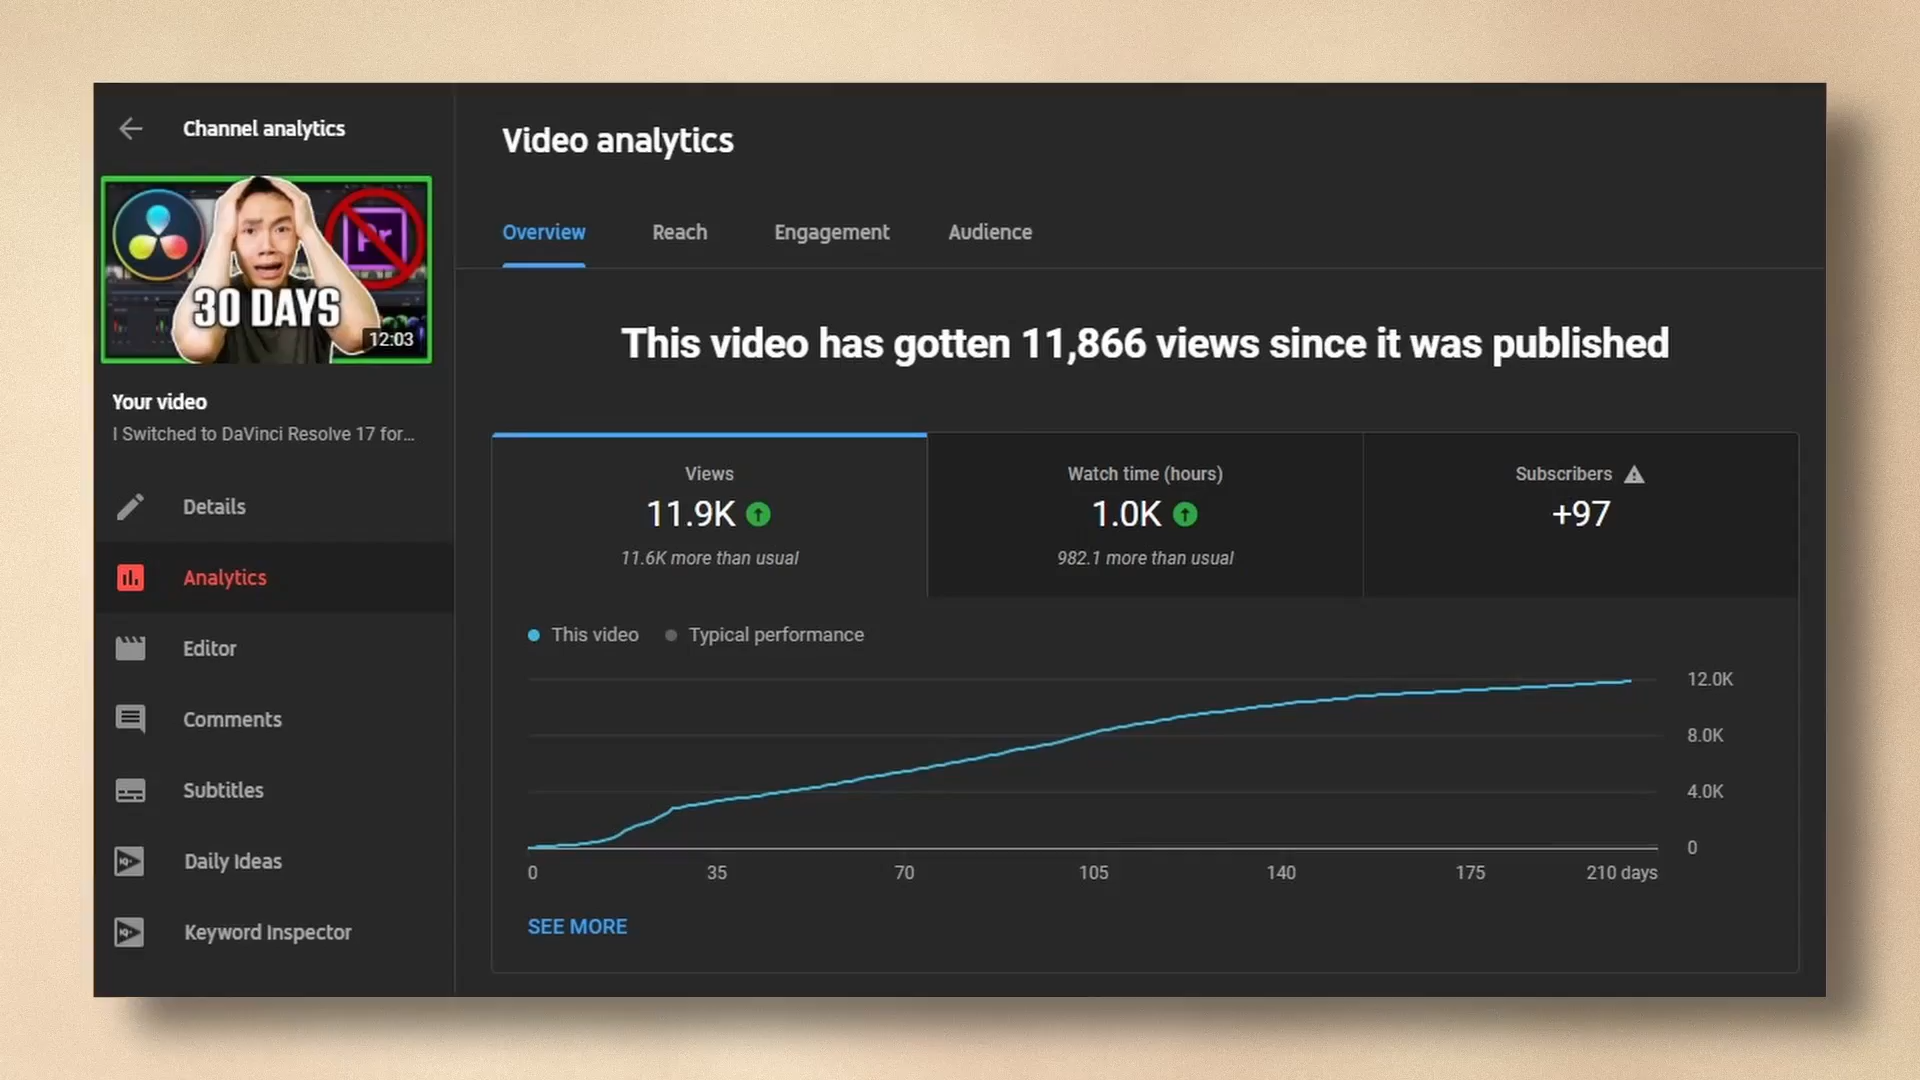 Channel analytics
Pr
30 DAYS
12:03
Your video
I Switched to DaVinci Resolve 17 for...
Details
Analytics
Editor
Comments
Subtitles
Daily Ideas
Keyword Inspector
Video analytics
Overview Reach Engagement Audience
This video has gotten 11,866 views since it was published
Views
11.9K
11.6K more than usual
Watch time (hours)
1.0K
982.1 more than usual
Subscribers
+97
This video Typical performance
12.0K
8.0K
4.0K
0
0 35 70 105 140 175 210 days
SEE MORE